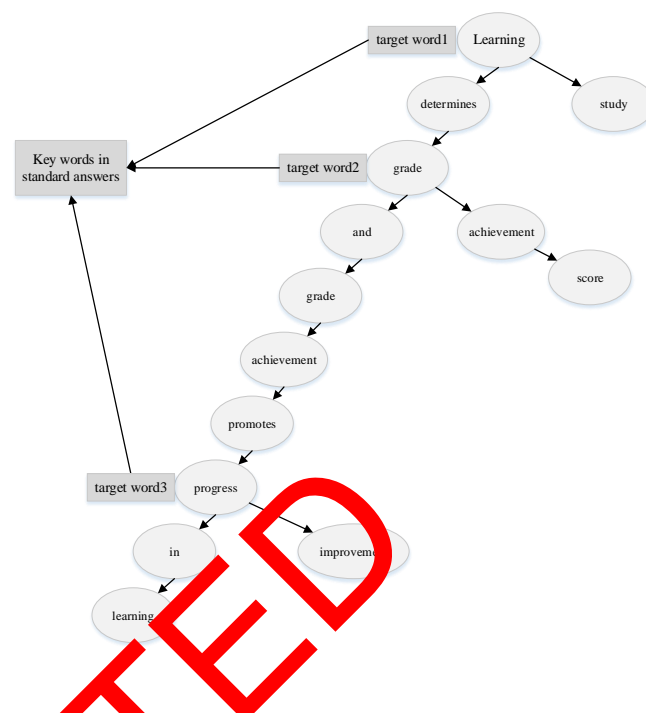 target word1
Learning
determines
study
Key words in
standard answers
target word2
grade
and
achievement
score
grade
achievement
promotes
target word3
progress
in
learning
TED